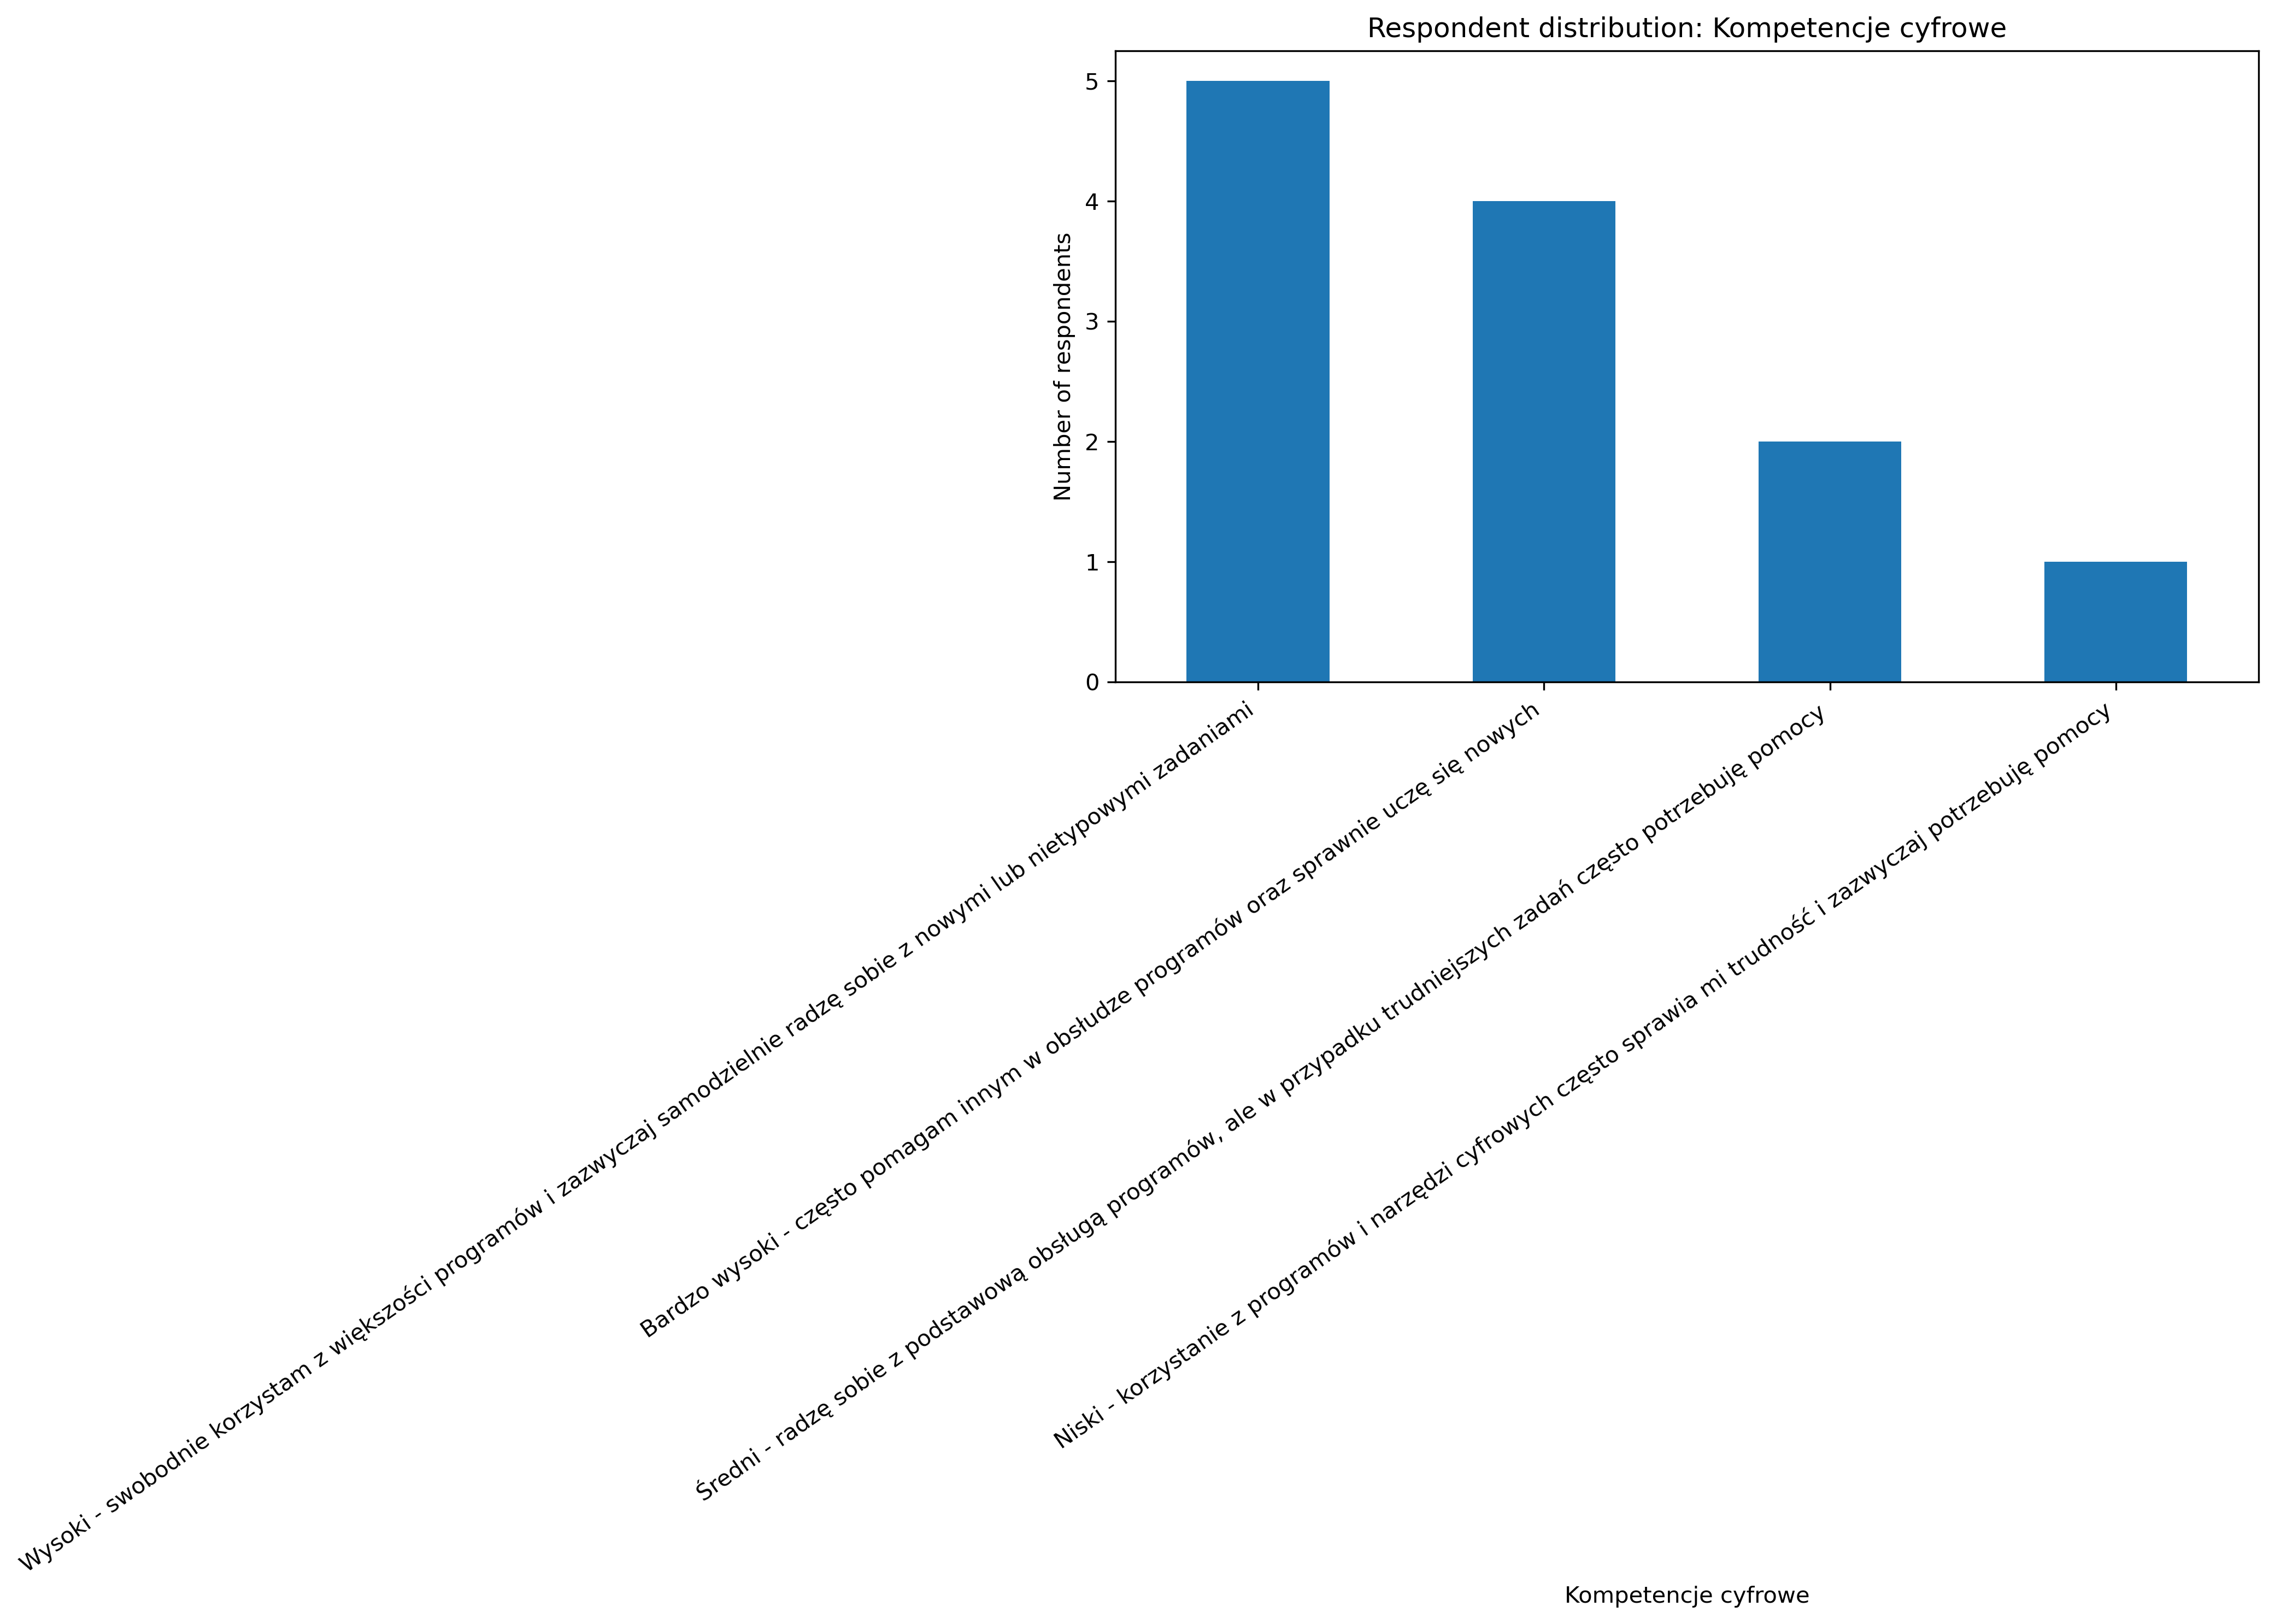 Respondent distribution: Kompetencje cyfrowe
Number of respondents
5
4
3
2
1
0
Wysoki - swobodnie korzystam z większości programów i zazwyczaj samodzielnie radzę sobie z nowymi lub nietypowymi zadaniami
Bardzo wysoki - często pomagam innym w obsłudze programów oraz sprawnie uczę się nowych
Średni - radzę sobie z podstawową obsługą programów, ale w przypadku trudniejszych zadań często potrzebuję pomocy
Niski - korzystanie z programów i narzędzi cyfrowych często sprawia mi trudność i zazwyczaj potrzebuję pomocy
Kompetencje cyfrowe